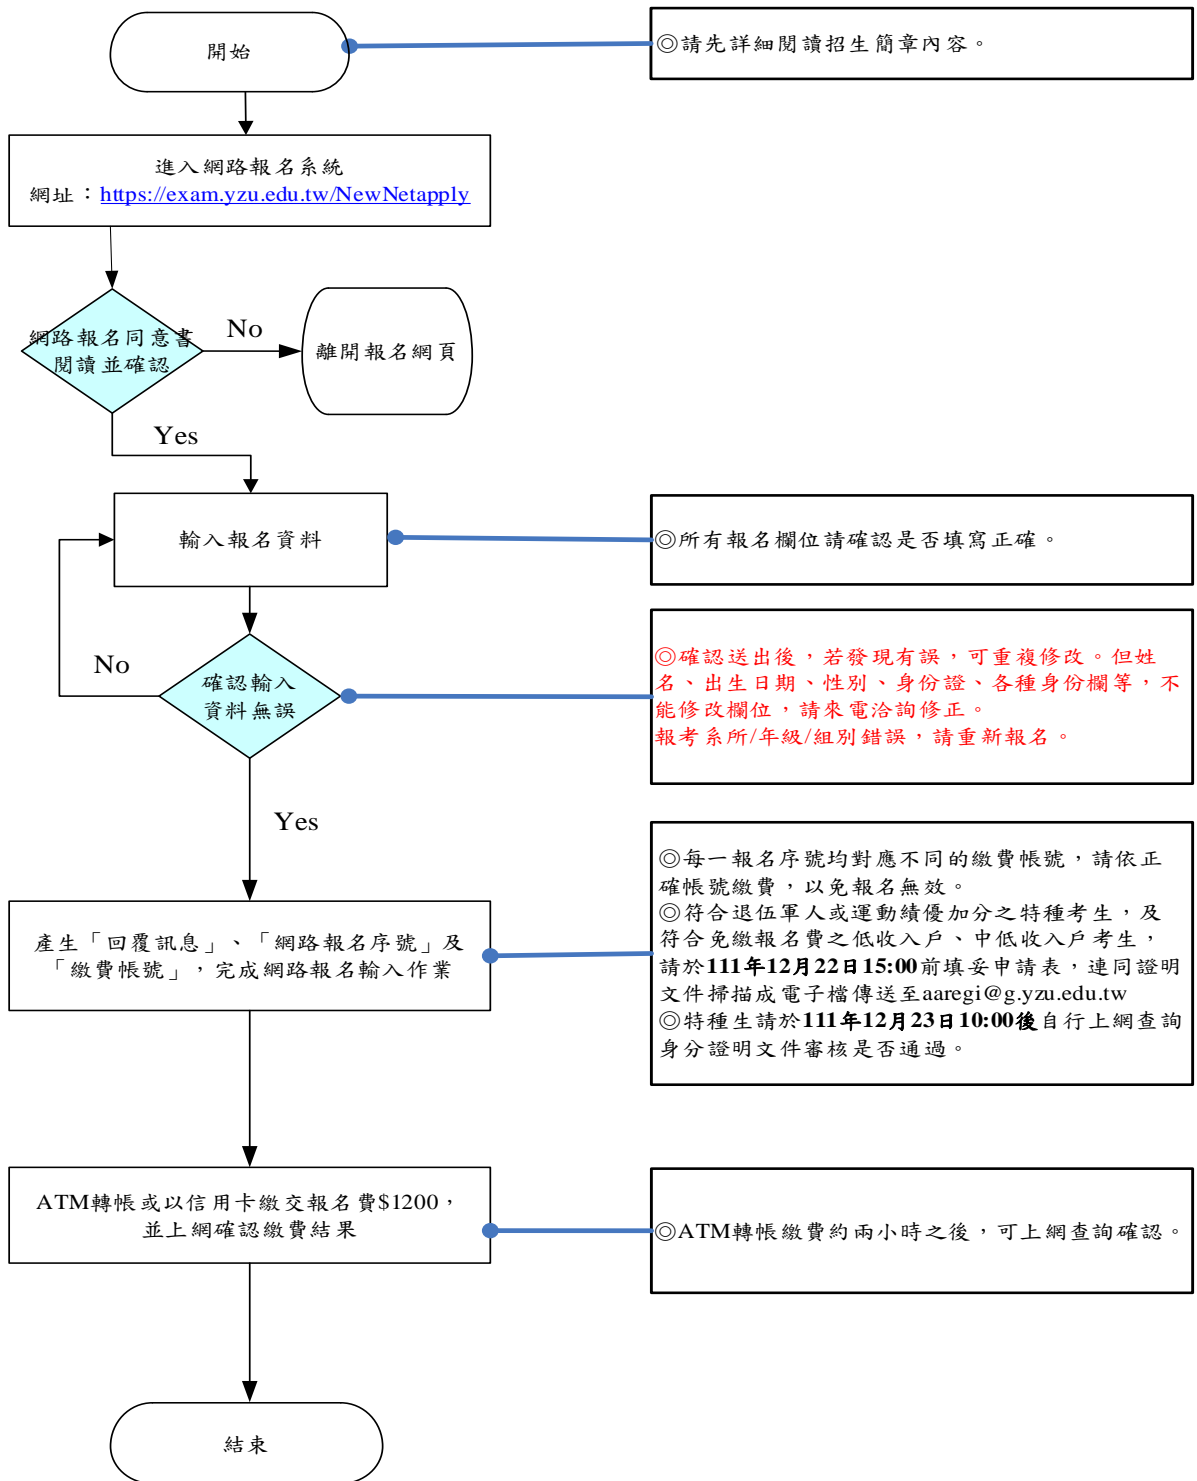 開始
◎請先詳細閱讀招生簡章內容。
進入網路報名系統
網址：https://exam.yzu.edu.tw/NewNetapply
網路報名同意書
閱讀並確認
No
離開報名網頁
Yes
輸入報名資料
◎所有報名欄位請確認是否填寫正確。
No
確認輸入
資料無誤
◎確認送出後，若發現有誤，可重複修改。但姓
名、出生日期、性別、身份證、各種身份欄等，不
能修改欄位，請來電洽詢修正。
報考系所/年級/組別錯誤，請重新報名。
Yes
產生「回覆訊息」、「網路報名序號」及
「繳費帳號」，完成網路報名輸入作業
◎每一報名序號均對應不同的繳費帳號，請依正
確帳號繳費，以免報名無效。
◎符合退伍軍人或運動績優加分之特種考生，及
符合免繳報名費之低收入戶、中低收入戶考生，
請於111年12月22日15:00前填妥申請表，連同證明
文件掃描成電子檔傳送至aaregi@g.yzu.edu.tw
◎特種生請於111年12月23日10:00後自行上網查詢
身分證明文件審核是否通過。
ATM轉帳或以信用卡繳交報名費$1200，
並上網確認繳費結果
◎ATM轉帳繳費約兩小時之後，可上網查詢確認。
結束